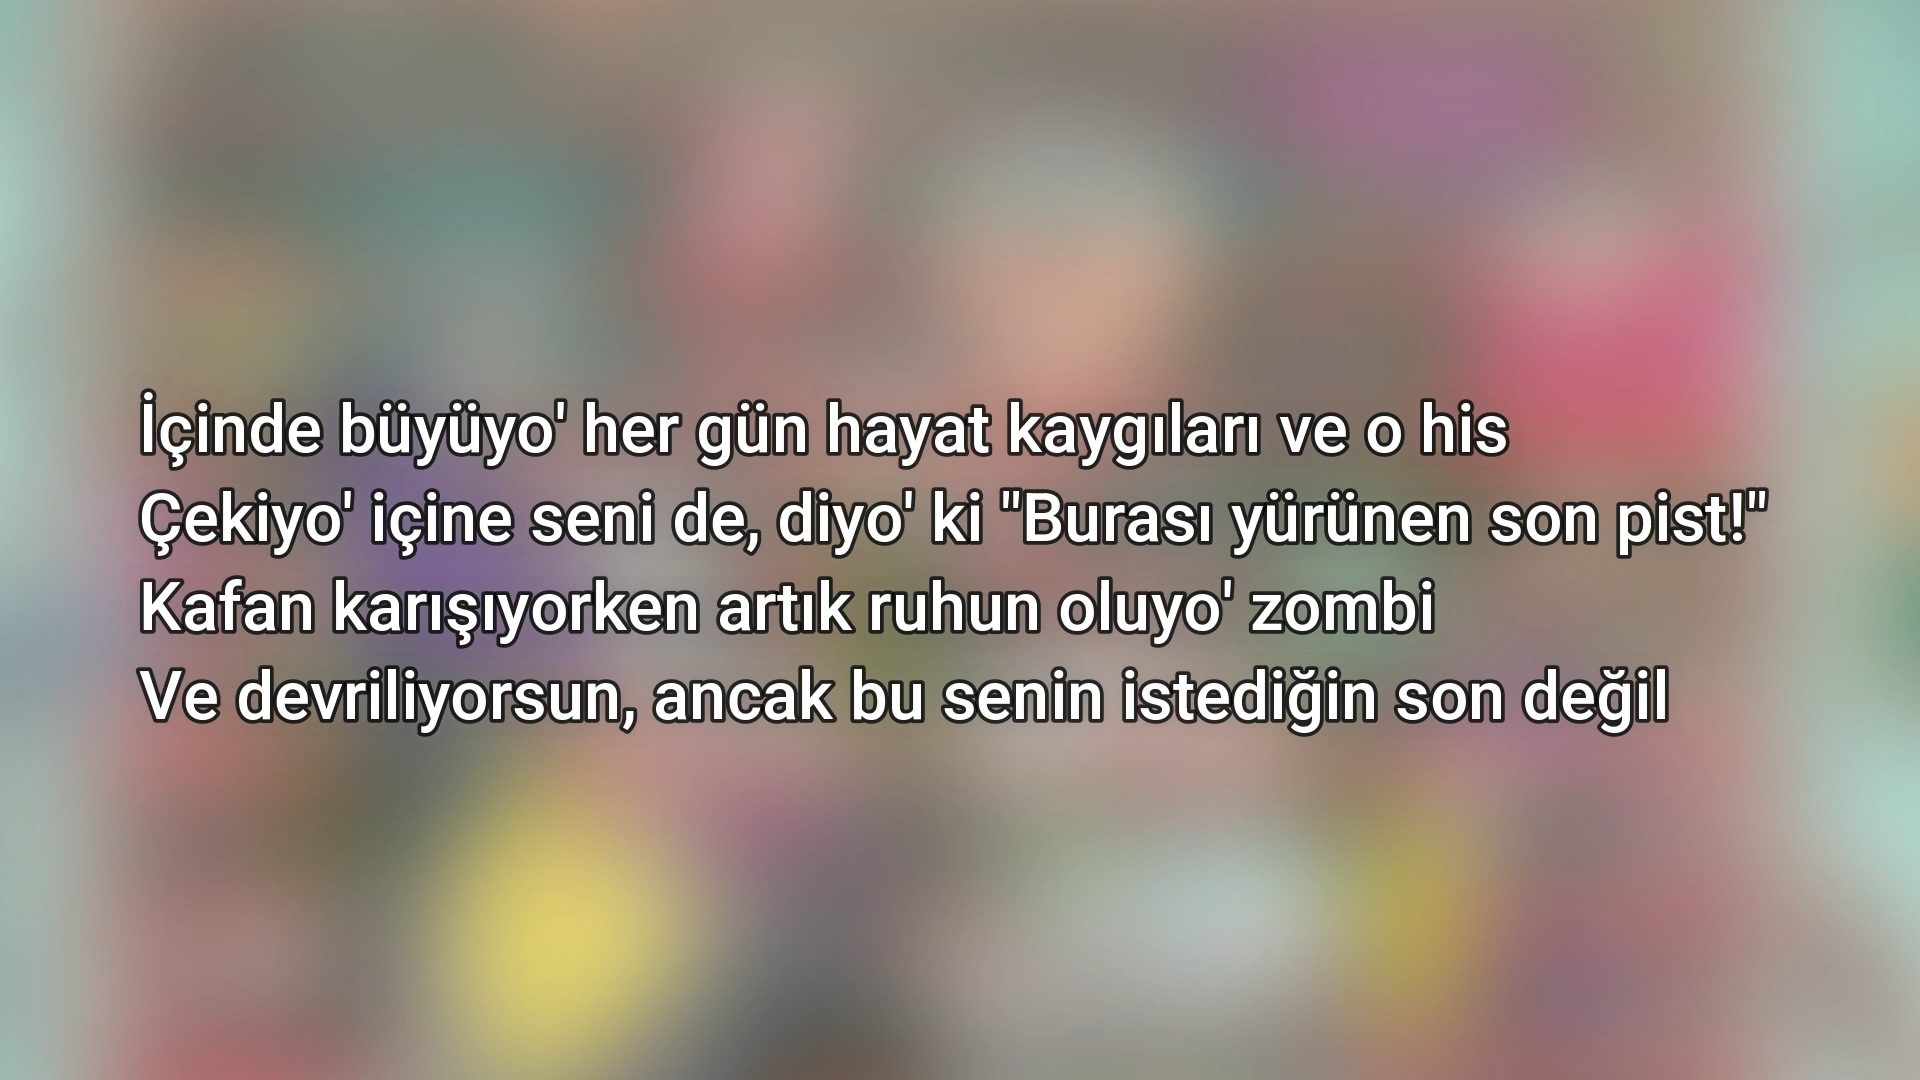 İçinde büyüyo' her gün hayat kaygıları ve o his
Çekiyo' içine seni de, diyo' ki "Burası yürünen son pist!"
Kafan karışıyorken artık ruhun oluyo' zombi
Ve devriliyorsun, ancak bu senin istediğin son değil